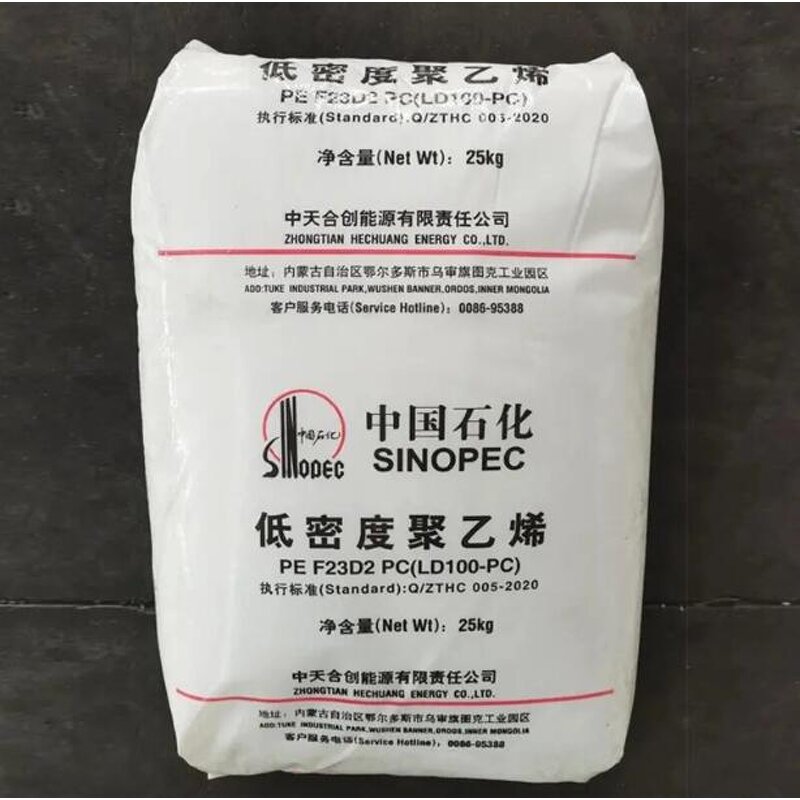 低密度聚乙烯
PE F23D2 PC(LD100-PC)
执行标准(Standard):Q/ZTHC 005-2020
净含量(Net Wt)：25kg
中天合创能源有限责任公司
ZHONGTIAN HECHUANG ENERGY CO.,LTD.
地址：内蒙古自治区鄂尔多斯市乌审旗图克工业园区
ADD:TUKE INDUSTRIAL PARK,WUSHEN BANNER,ORDOS,INNER MONGOLIA
客户服务电话(Service Hotline)：0086-95388
中国石化
SINOPEC
中国石化
SINOPEC
低密度聚乙烯
PE F23D2 PC(LD100-PC)
执行标准(Standard):Q/ZTHC 005-2020
净含量(Net Wt)：25kg
中天合创能源有限责任公司
ZHONGTIAN HECHUANG ENERGY CO.,LTD.
地址：内蒙古自治区鄂尔多斯市乌审旗图克工业园区
ADD:TUKE INDUSTRIAL PARK,WUSHEN BANNER,ORDOS,INNER MONGOLIA
客户服务电话(Service Hotline)：0086-95388